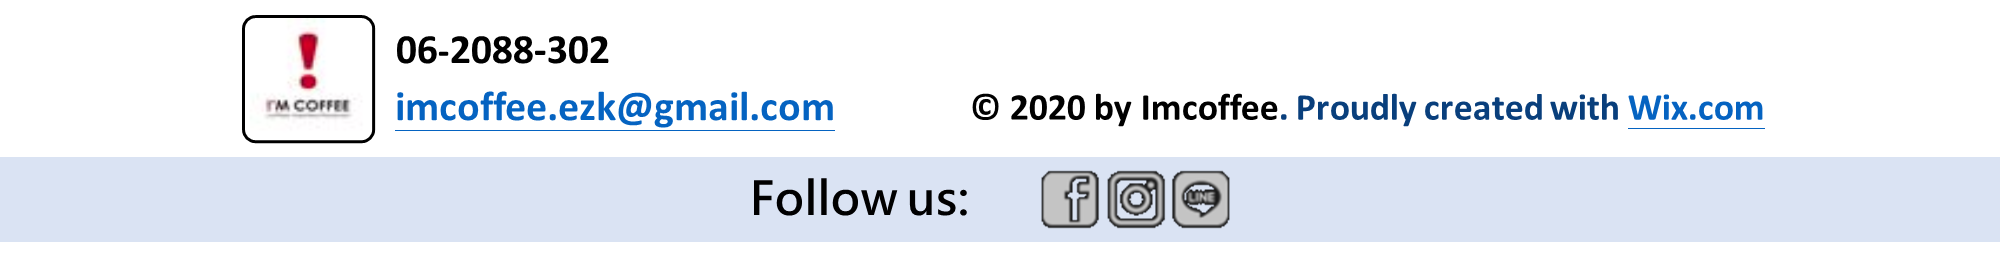 I'M COFFEE
06-2088-302
imcoffee.ezk@gmail.com
© 2020 by Imcoffee. Proudly created with Wix.com
Follow us:
LINE